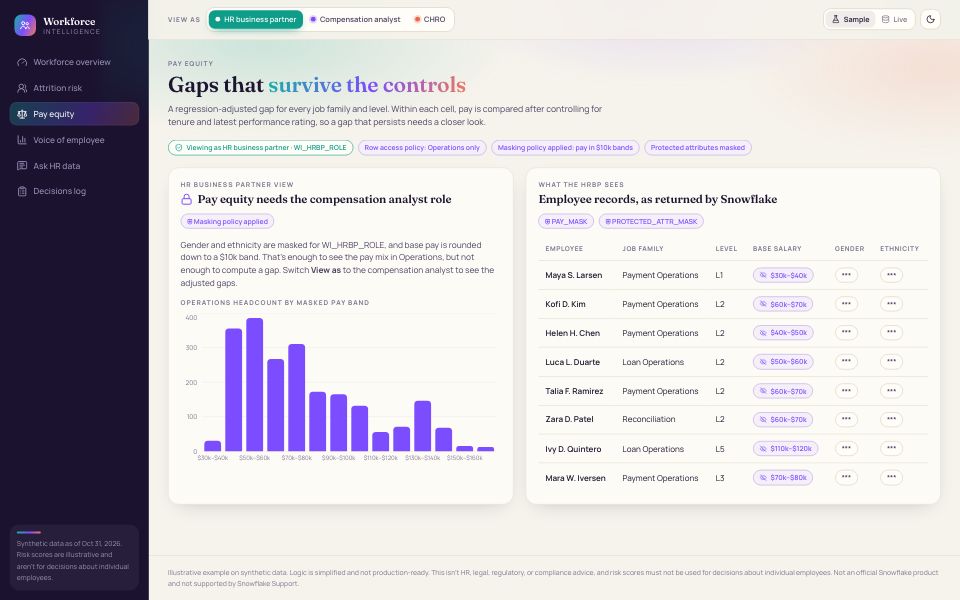 Workforce
INTELLIGENCE
Workforce overview
Attrition risk
Pay equity
Voice of employee
Ask HR data
Decisions log
Synthetic data as of Oct 31, 2026.
Risk scores are illustrative and
aren't for decisions about individual
employees.
VIEW AS
HR business partner
Compensation analyst
CHRO
Sample
Live
PAY EQUITY
Gaps that survive the controls
A regression-adjusted gap for every job family and level. Within each cell, pay is compared after controlling for
tenure and latest performance rating, so a gap that persists needs a closer look.
Viewing as HR business partner · WI_HRBP_ROLE
Row access policy: Operations only
Masking policy applied: pay in $10k bands
Protected attributes masked
HR BUSINESS PARTNER VIEW
Pay equity needs the compensation analyst role
Masking policy applied
Gender and ethnicity are masked for WI_HRBP_ROLE, and base pay is rounded
down to a $10k band. That's enough to see the pay mix in Operations, but not
enough to compute a gap. Switch View as to the compensation analyst to see the
adjusted gaps.
OPERATIONS HEADCOUNT BY MASKED PAY BAND
400
300
200
100
0
$30k–$40k $50k–$60k $70k–$80k $90k–$100k $110k–$120k $130k–$140k $150k–$160k
WHAT THE HRBP SEES
Employee records, as returned by Snowflake
PAY_MASK
PROTECTED_ATTR_MASK
EMPLOYEE JOB FAMILY LEVEL BASE SALARY GENDER ETHNICITY
Maya S. Larsen Payment Operations L1 $30k–$40k *** ***
Kofi D. Kim Payment Operations L2 $60k–$70k *** ***
Helen H. Chen Payment Operations L2 $40k–$50k *** ***
Luca L. Duarte Loan Operations L2 $50k–$60k *** ***
Talia F. Ramirez Payment Operations L2 $60k–$70k *** ***
Zara D. Patel Reconciliation L2 $60k–$70k *** ***
Ivy D. Quintero Loan Operations L5 $110k–$120k *** ***
Mara W. Iversen Payment Operations L3 $70k–$80k *** ***
Illustrative example on synthetic data. Logic is simplified and not production-ready. This isn't HR, legal, regulatory, or compliance advice, and risk scores must not be used for decisions about individual employees. Not an official Snowflake product
and not supported by Snowflake Support.